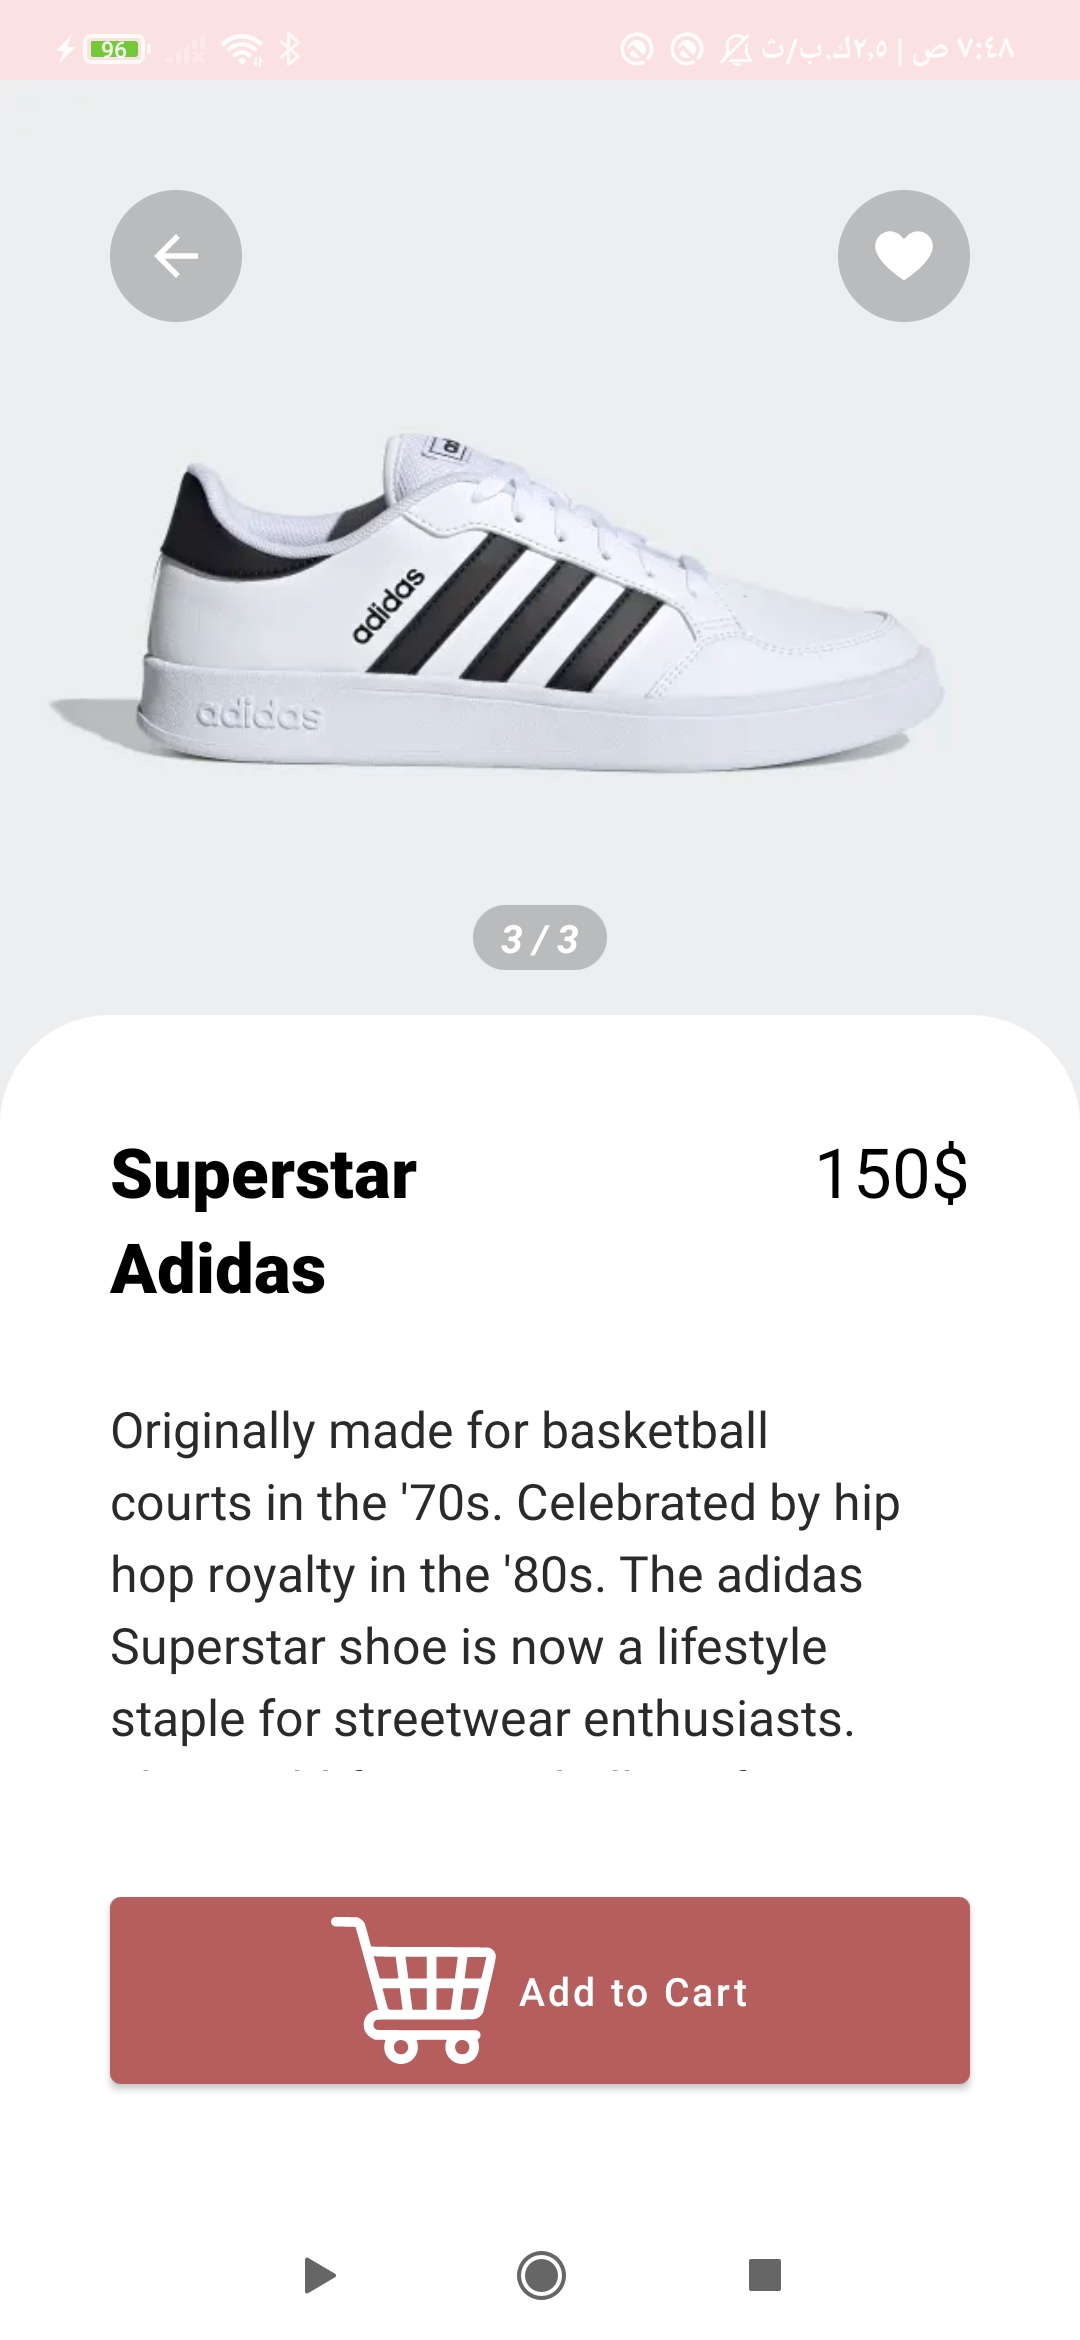 96
٧:٤٨ ص | ٢,٥ك.ب/ث
ad
adidas
adidas
3 / 3
Superstar
Adidas
150$
Originally made for basketball
courts in the '70s. Celebrated by hip
hop royalty in the '80s. The adidas
Superstar shoe is now a lifestyle
staple for streetwear enthusiasts.
Add to Cart